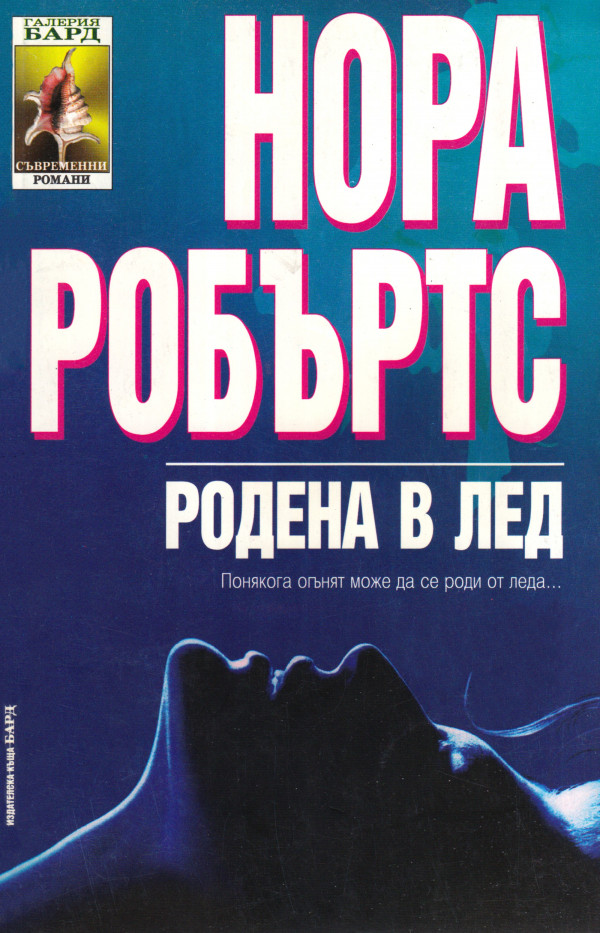 ГАЛЕРИЯ
БАРД
СЪВРЕМЕННИ
РОМАНИ
НОРА
РОБЪРТС
РОДЕНА В ЛЕД
Понякога огънят може да се роди от леда...
ИЗДАТЕЛСКА КЪЩА БАРД